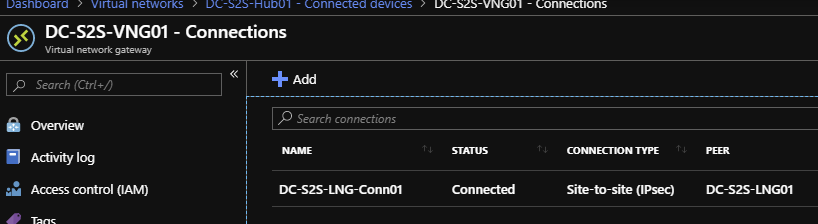 Dashboard > Virtual networks > DC-S2S-Hub01 - Connected devices > DC-S2S-VNG01 - Connections
DC-S2S-VNG01 - Connections
Virtual network gateway
Search (Ctrl+/)
«
Overview
Activity log
Access control (IAM)
Tags
+ Add
Search connections
NAME STATUS CONNECTION TYPE PEER
DC-S2S-LNG-Conn01 Connected Site-to-site (IPsec) DC-S2S-LNG01